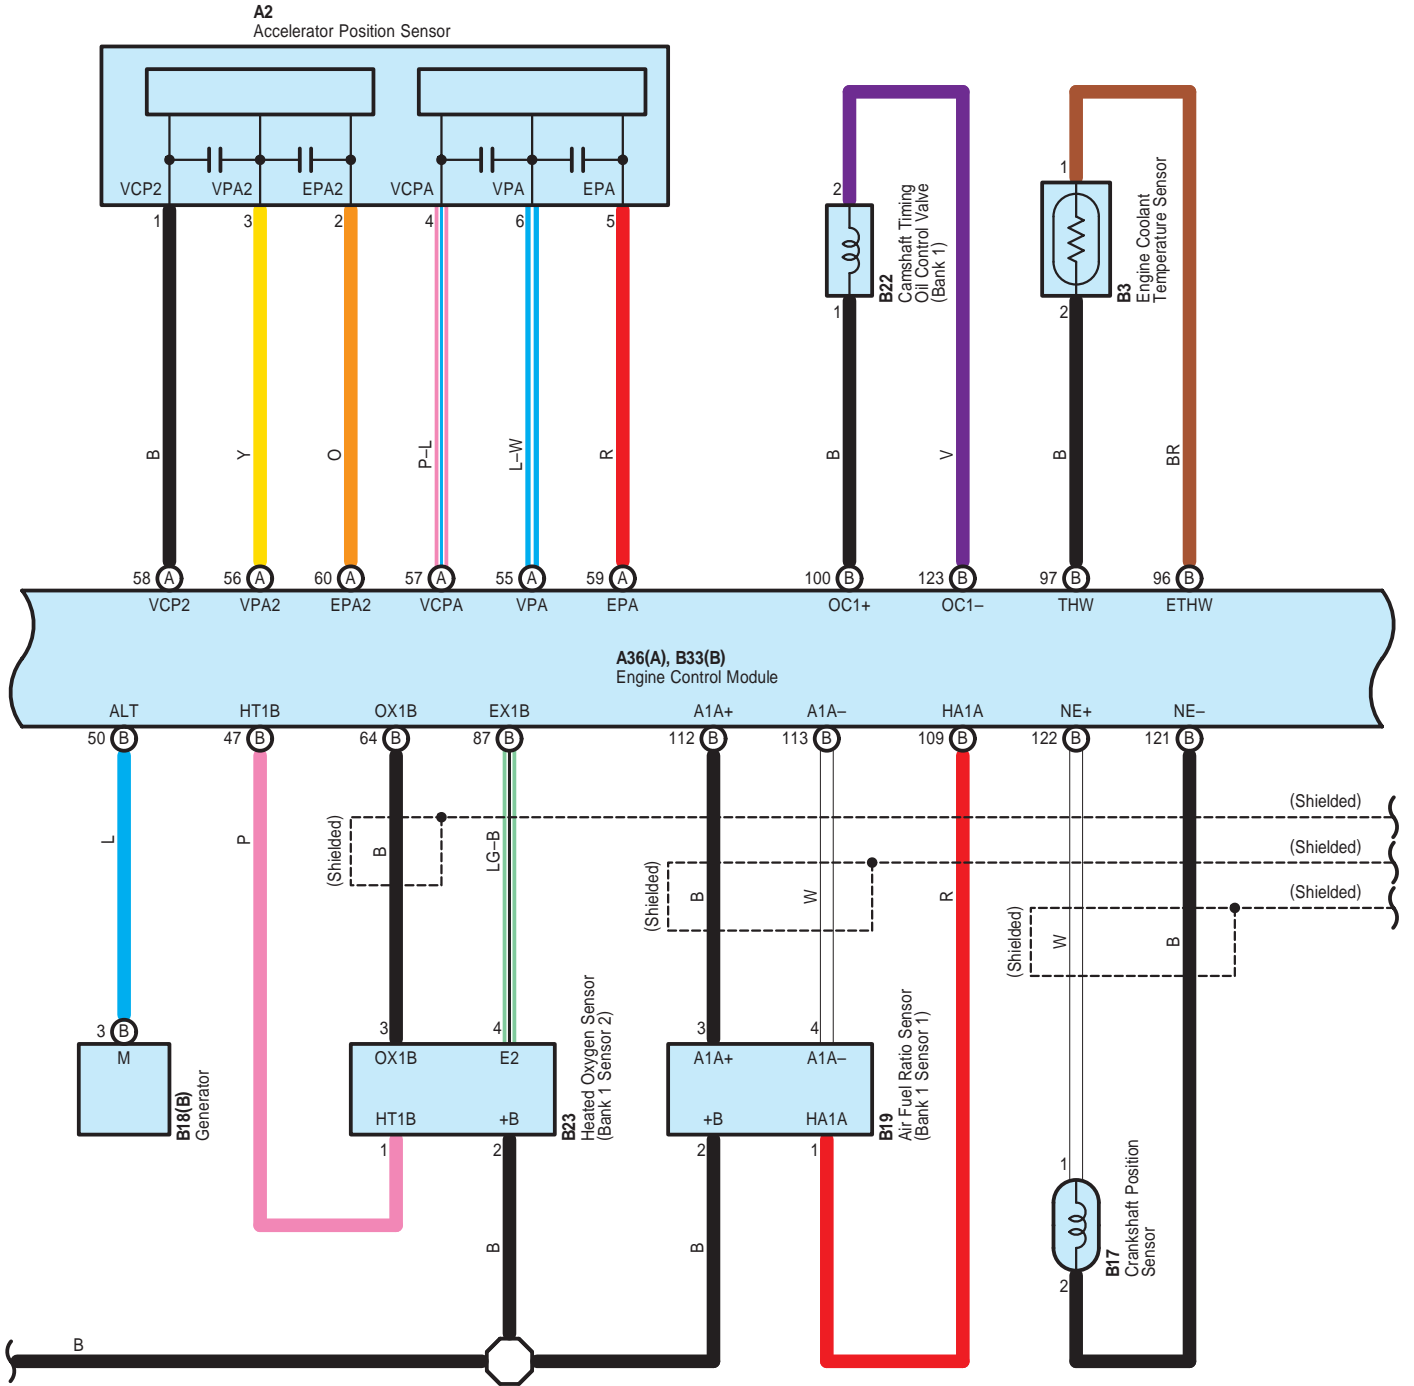 A2
Accelerator Position Sensor
VCP2 VPA2 EPA2 VCPA VPA EPA
1 3 2 4 6 5
2
1
B22
Camshaft Timing
Oil Control Valve
(Bank 1)
1
2
B3
Engine Coolant
Temperature Sensor
B Y O P–L L–W R B V B BR
58 A 56 A 60 A 57 A 55 A 59 A 100 B 123 B 97 B 96 B
VCP2 VPA2 EPA2 VCPA VPA EPA OC1+ OC1– THW ETHW
A36(A), B33(B)
Engine Control Module
ALT HT1B OX1B EX1B A1A+ A1A– HA1A NE+ NE–
50 B 47 B 64 B 87 B 112 B 113 B 109 B 122 B 121 B
(Shielded)
(Shielded)
(Shielded)
L P (Shielded) B LG–B
(Shielded) B W R
(Shielded) W B
3 B
M
B18(B)
Generator
3 4
OX1B E2
HT1B +B
1 2
B23
Heated Oxygen Sensor
(Bank 1 Sensor 2)
3 4
A1A+ A1A–
+B HA1A
2 1
B19
Air Fuel Ratio Sensor
(Bank 1 Sensor 1)
1
2
B17
Crankshaft Position
Sensor
B B
B